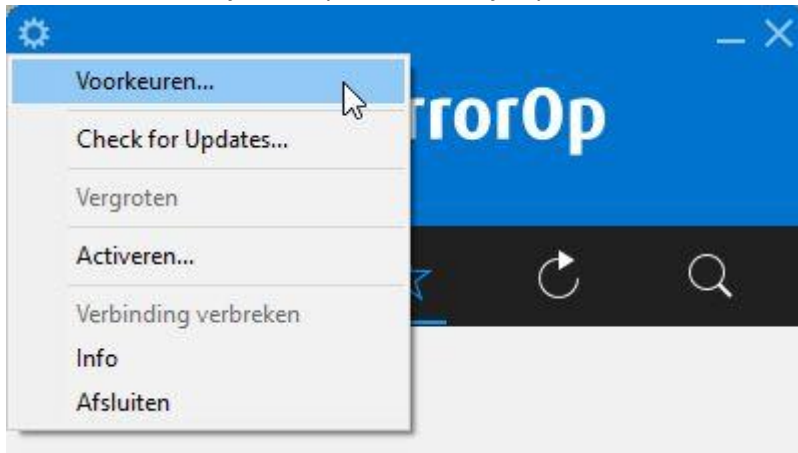 Voorkeuren...
rrorOp
Check for Updates...
Vergroten
Activeren...
Verbinding verbreken
Info
Afsluiten